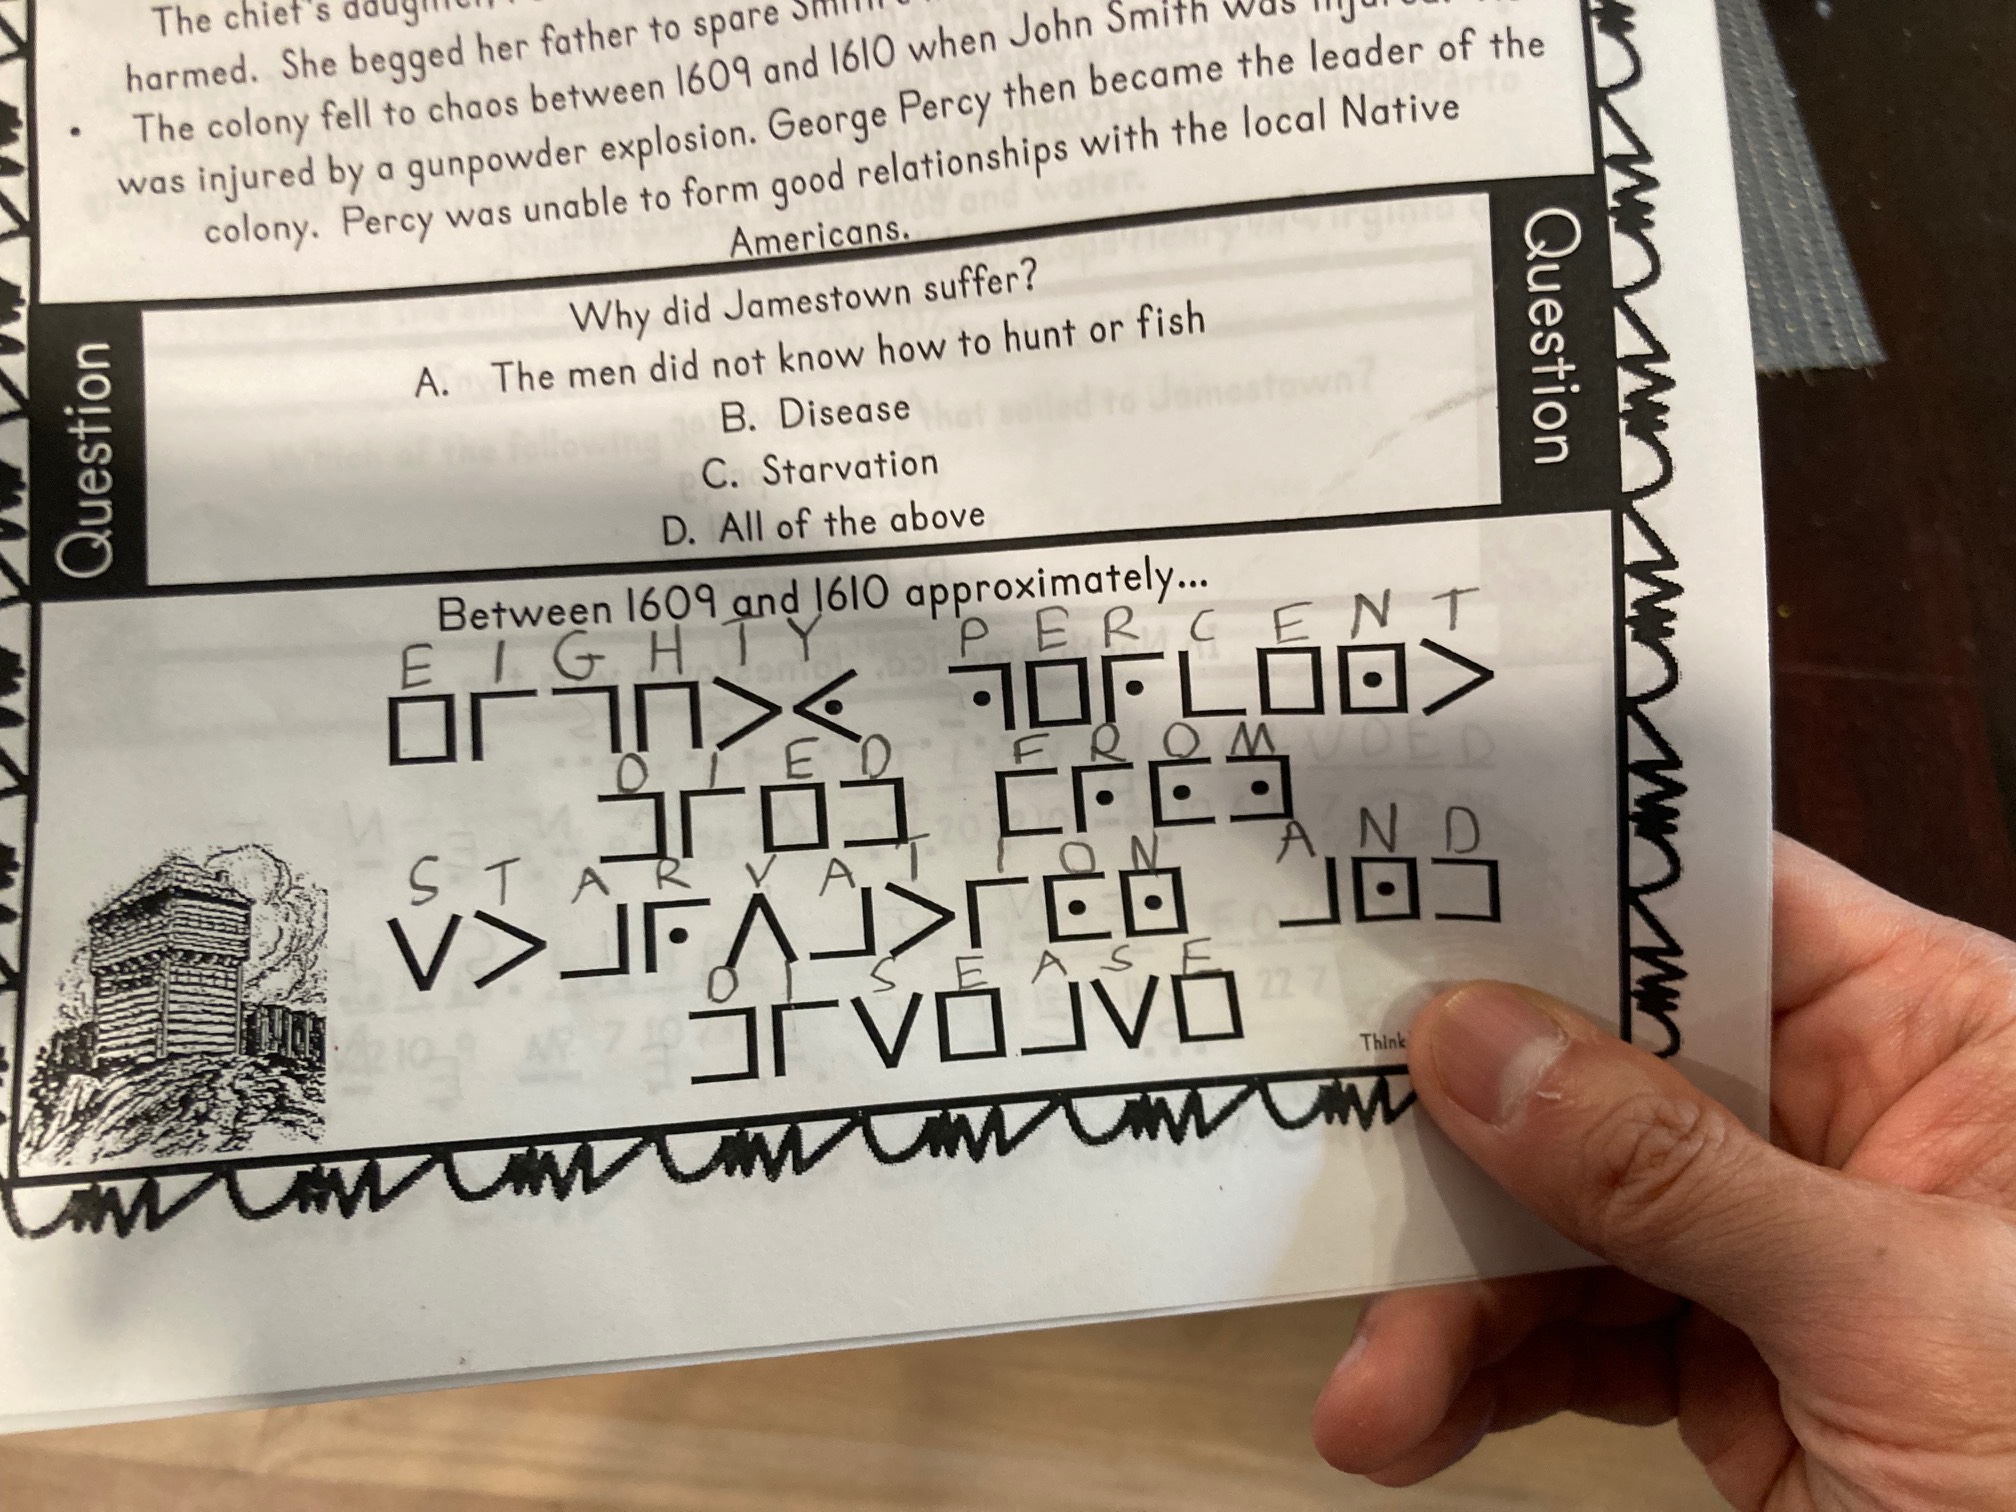 The chief's
harmed. She begged her father to spare
• The colony fell to chaos between 1609 and 1610 when John Smith was
was injured by a gunpowder explosion. George Percy then became the leader of the
colony. Percy was unable to form good relationships with the local Native
Americans.
Question
Why did Jamestown suffer?
A. The men did not know how to hunt or fish
B. Disease
C. Starvation
D. All of the above
Question
Between 1609 and 1610 approximately...
EIGHTY PERCENT
DIED FROM
STARVATION AND
DISEASE
Think